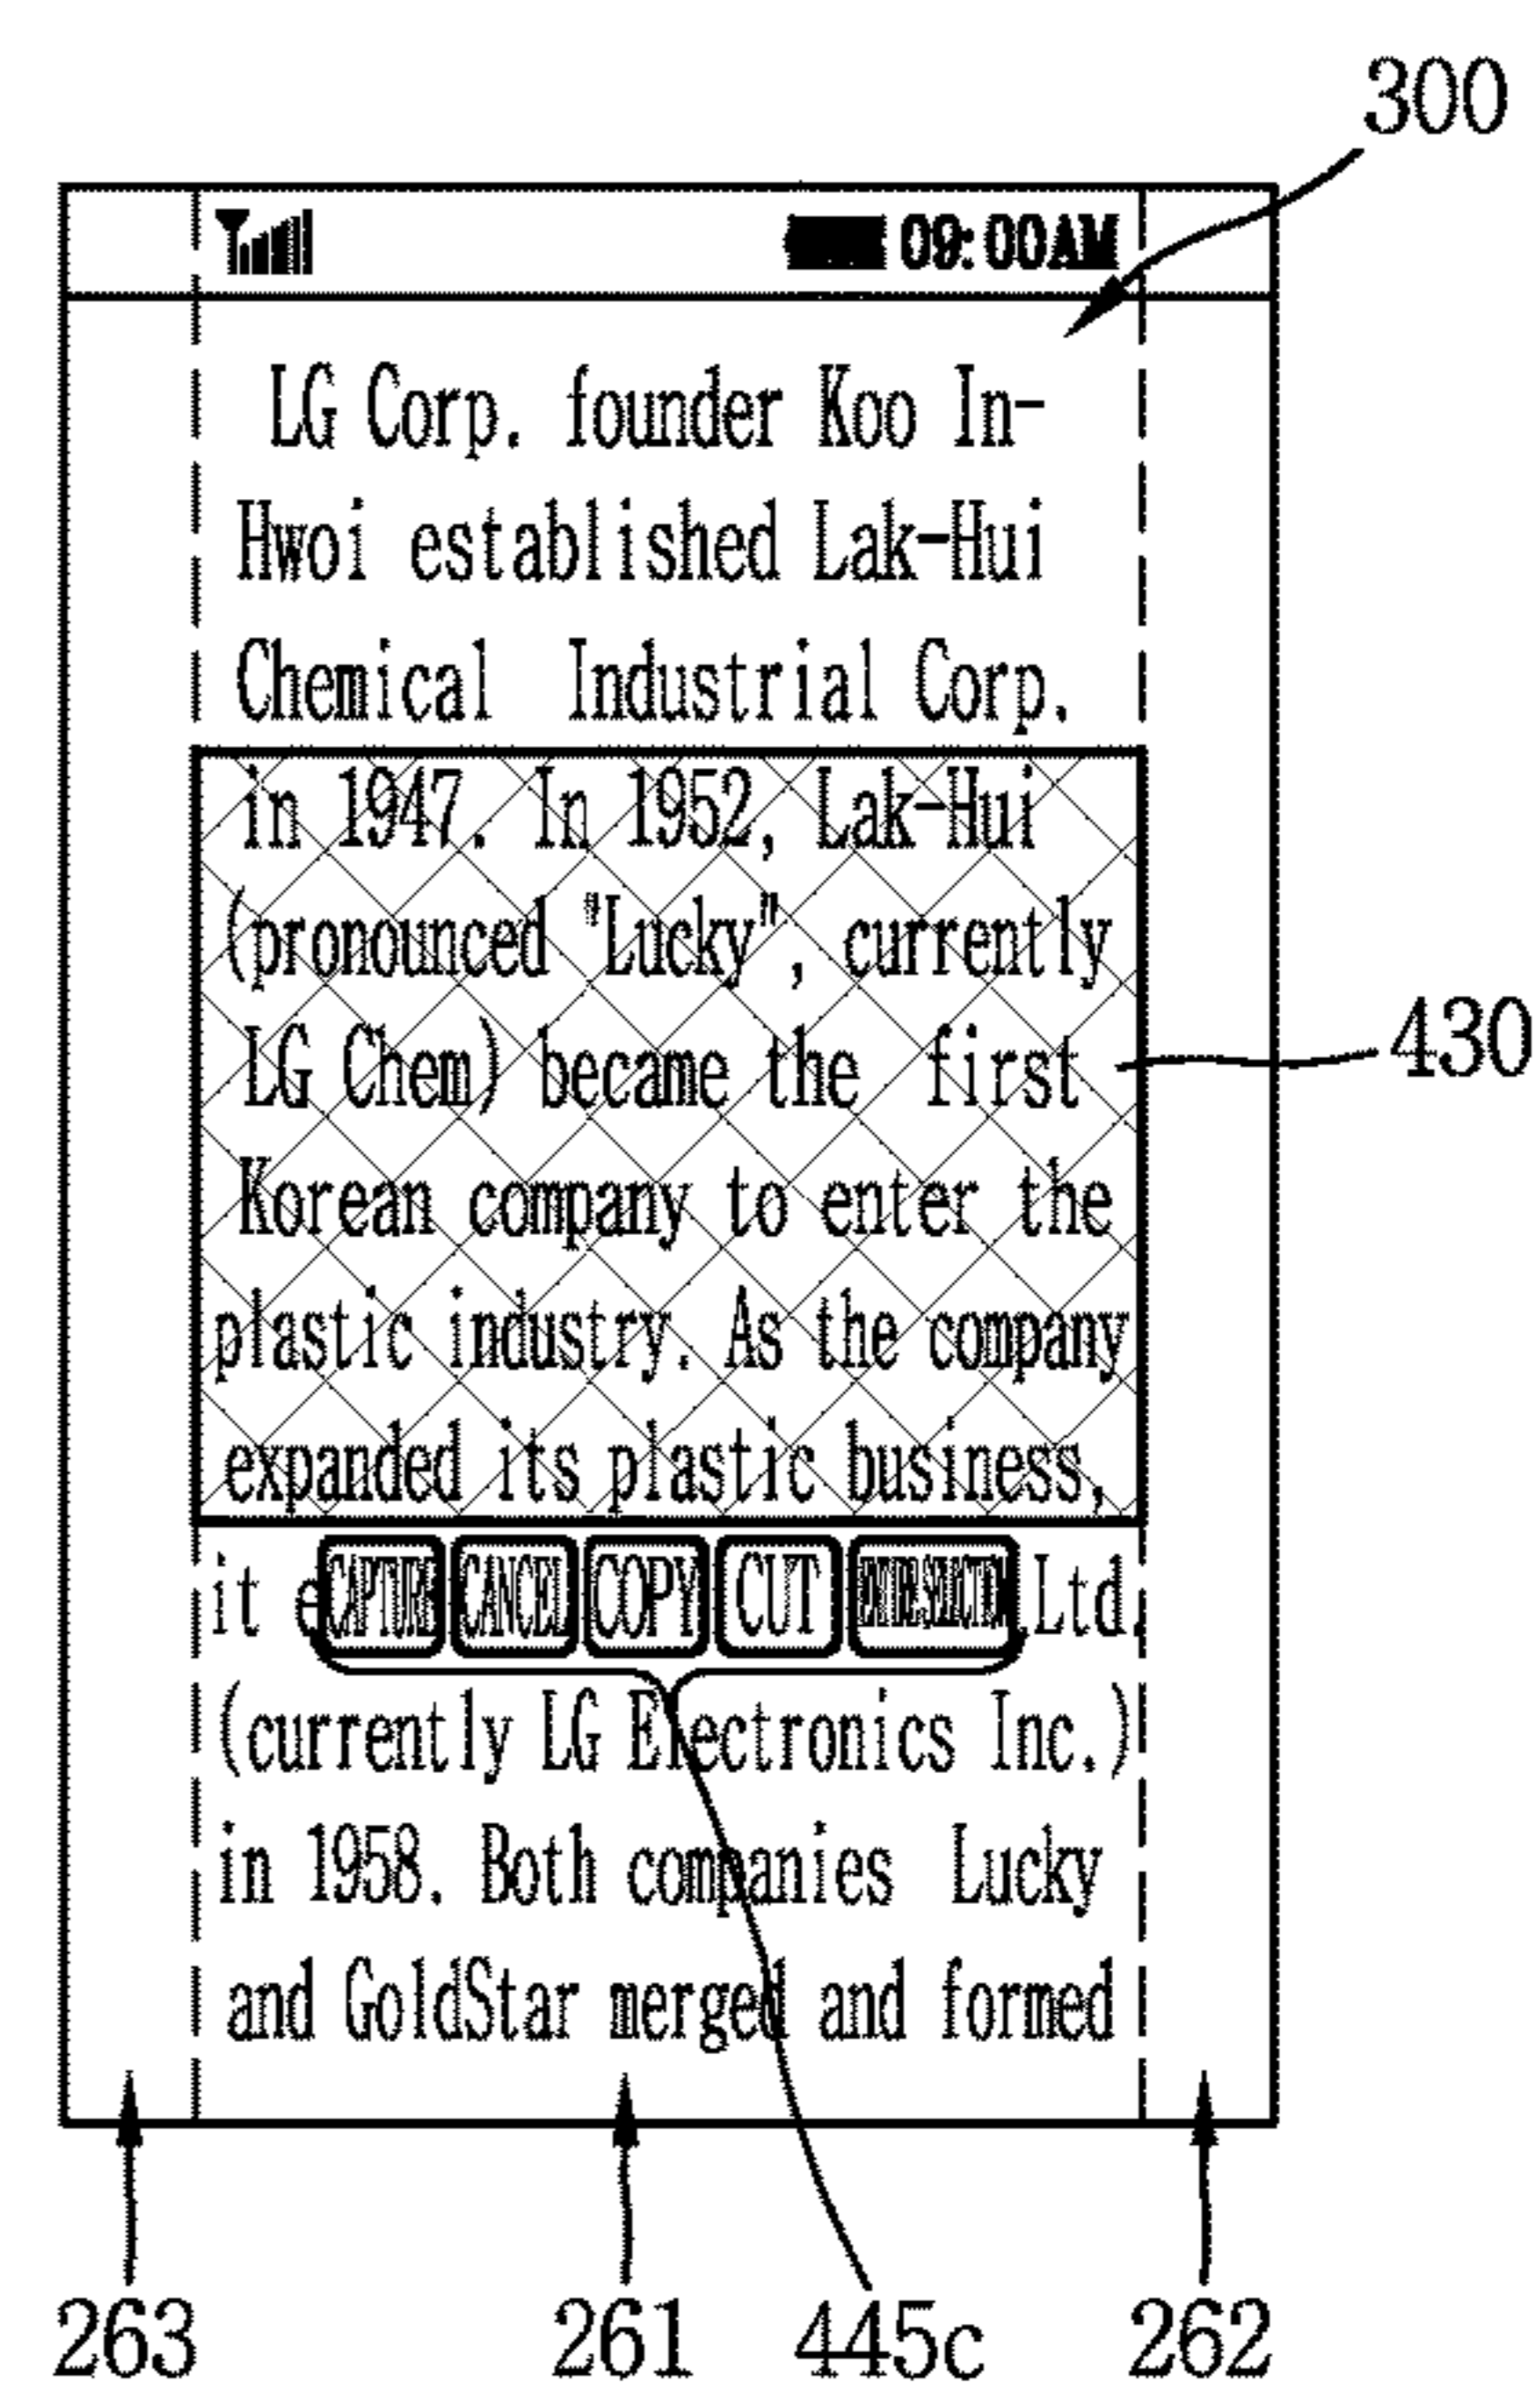 300
09:00AM
LG Corp. founder Koo In-
Hwoi established Lak-Hui
Chemical Industrial Corp.
in 1947. In 1952, Lak-Hui
(pronounced "Lucky", currently
LG Chem) became the first
430
Korean company to enter the
plastic industry. As the company
expanded its plastic business,
it e CAPTURE CANCEL COPY CUT ENTIRE SELECTION .Ltd.
(currently LG Electronics Inc.)
in 1958. Both companies Lucky
and GoldStar merged and formed
263 261 445c 262